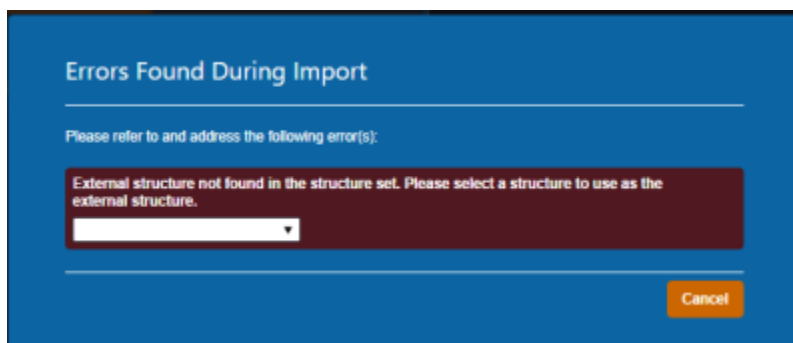 Errors Found During Import
Please refer to and address the following error(s):
External structure not found in the structure set. Please select a structure to use as the
external structure.
Cancel